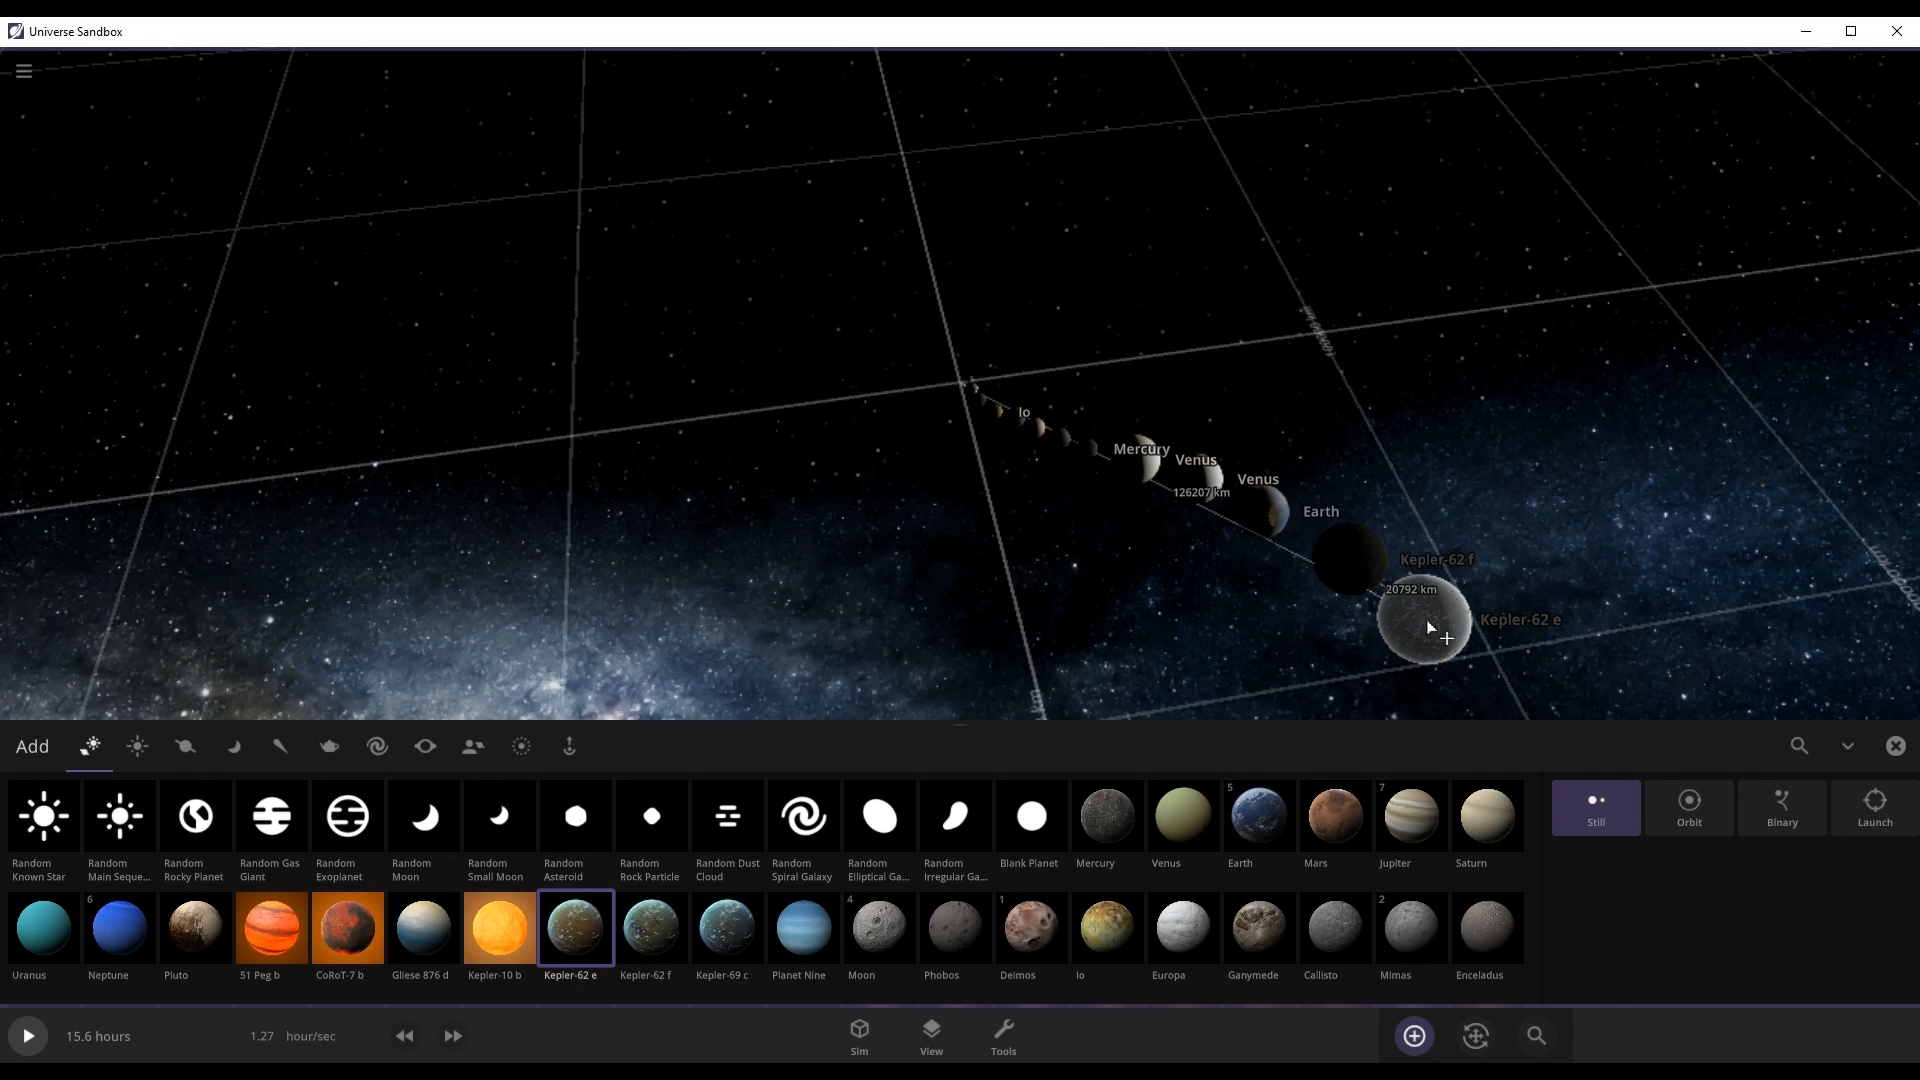 Universe Sandbox
Io
Mercury
Venus
126207 km
Venus
Earth
Kepler-62 f
20792 km
Kepler-62 e
Add
5
7
Random Known Star
Random Main Seque...
Random Rocky Planet
Random Gas Giant
Random Exoplanet
Random Moon
Random Small Moon
Random Asteroid
Random Rock Particle
Random Dust Cloud
Random Spiral Galaxy
Random Elliptical Ga...
Random Irregular Ga...
Blank Planet
Mercury
Venus
Earth
Mars
Jupiter
Saturn
Still
Orbit
Binary
Launch
6
4
1
2
Uranus
Neptune
Pluto
51 Peg b
CoRoT-7 b
Gliese 876 d
Kepler-10 b
Kepler-62 e
Kepler-62 f
Kepler-69 c
Planet Nine
Moon
Phobos
Deimos
Io
Europa
Ganymede
Callisto
Mimas
Enceladus
15.6 hours
1.27 hour/sec
Sim
View
Tools